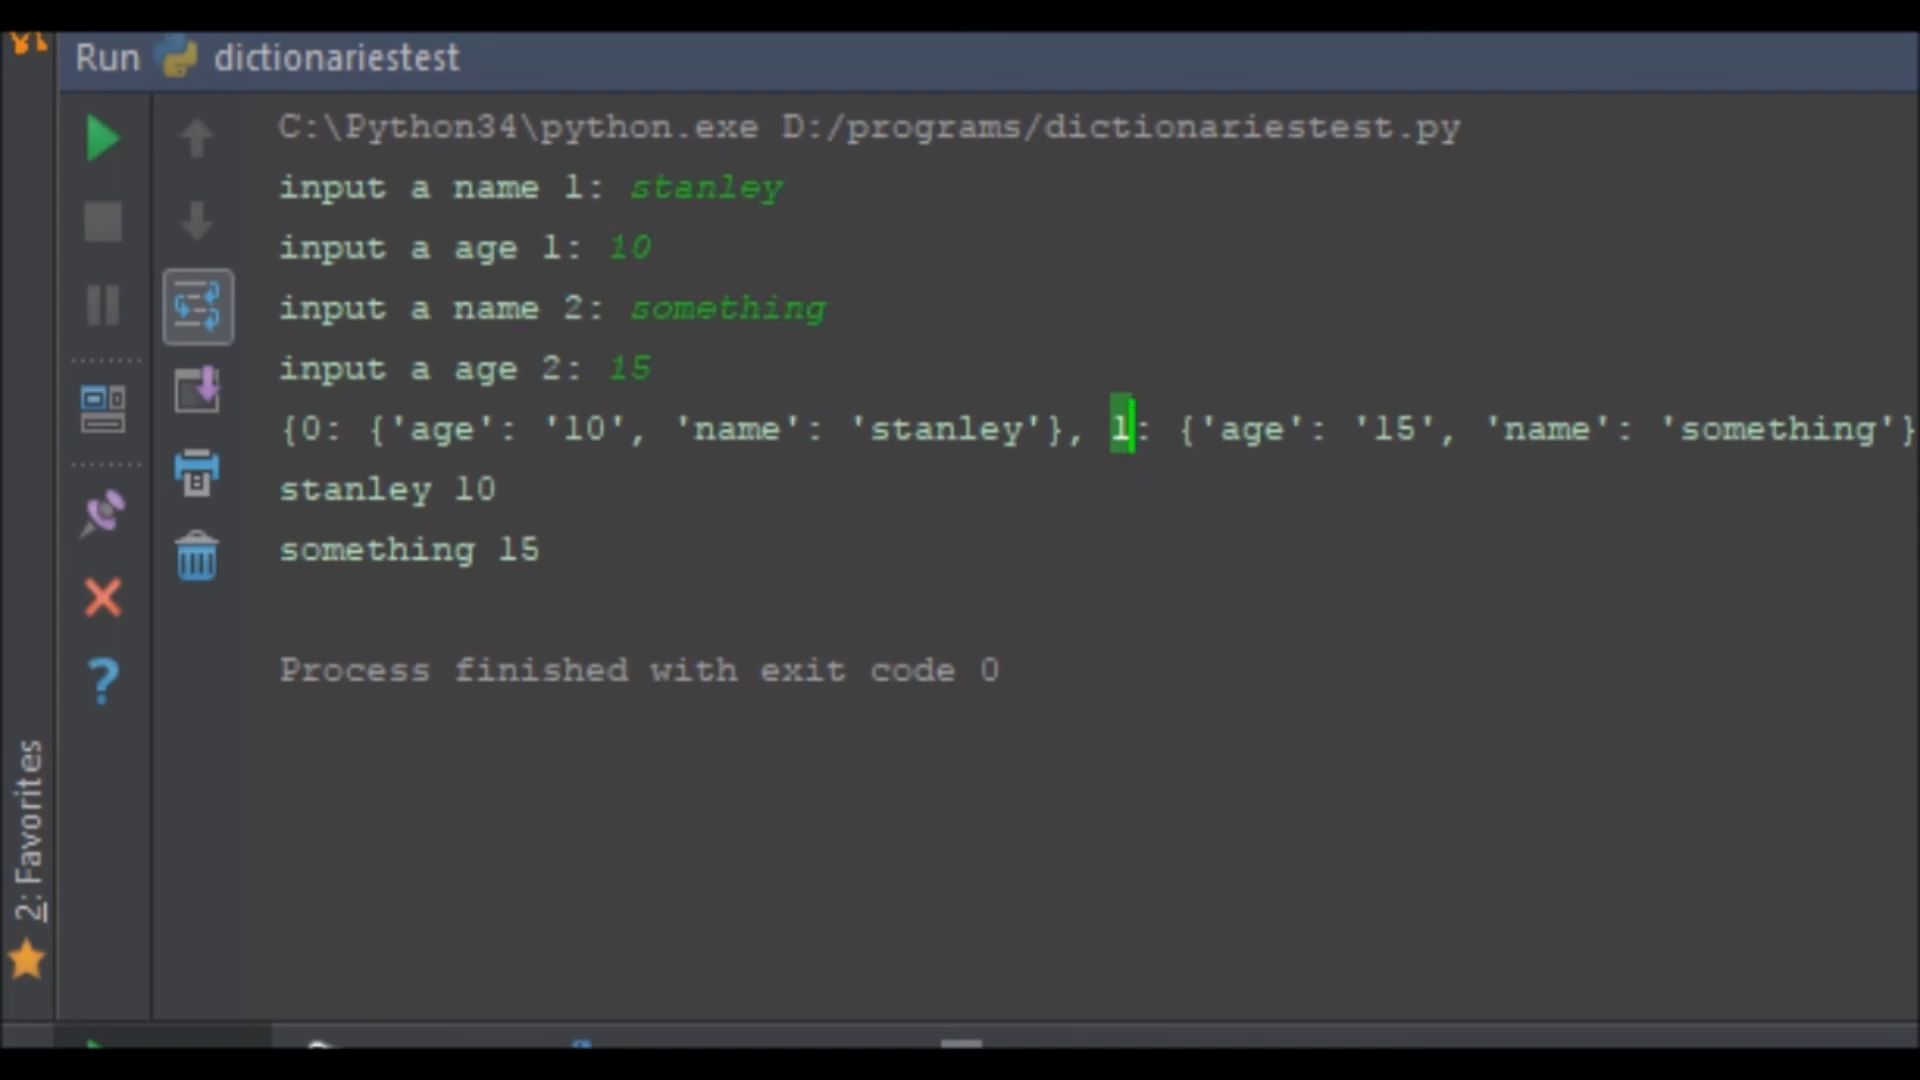 Run dictionariestest
C:\Python34\python.exe D:/programs/dictionariestest.py
input a name 1: stanley
input a age 1: 10
input a name 2: something
input a age 2: 15
{0: {'age': '10', 'name': 'stanley'}, 1: {'age': '15', 'name': 'something'}
stanley 10
something 15
Process finished with exit code 0
2: Favorites